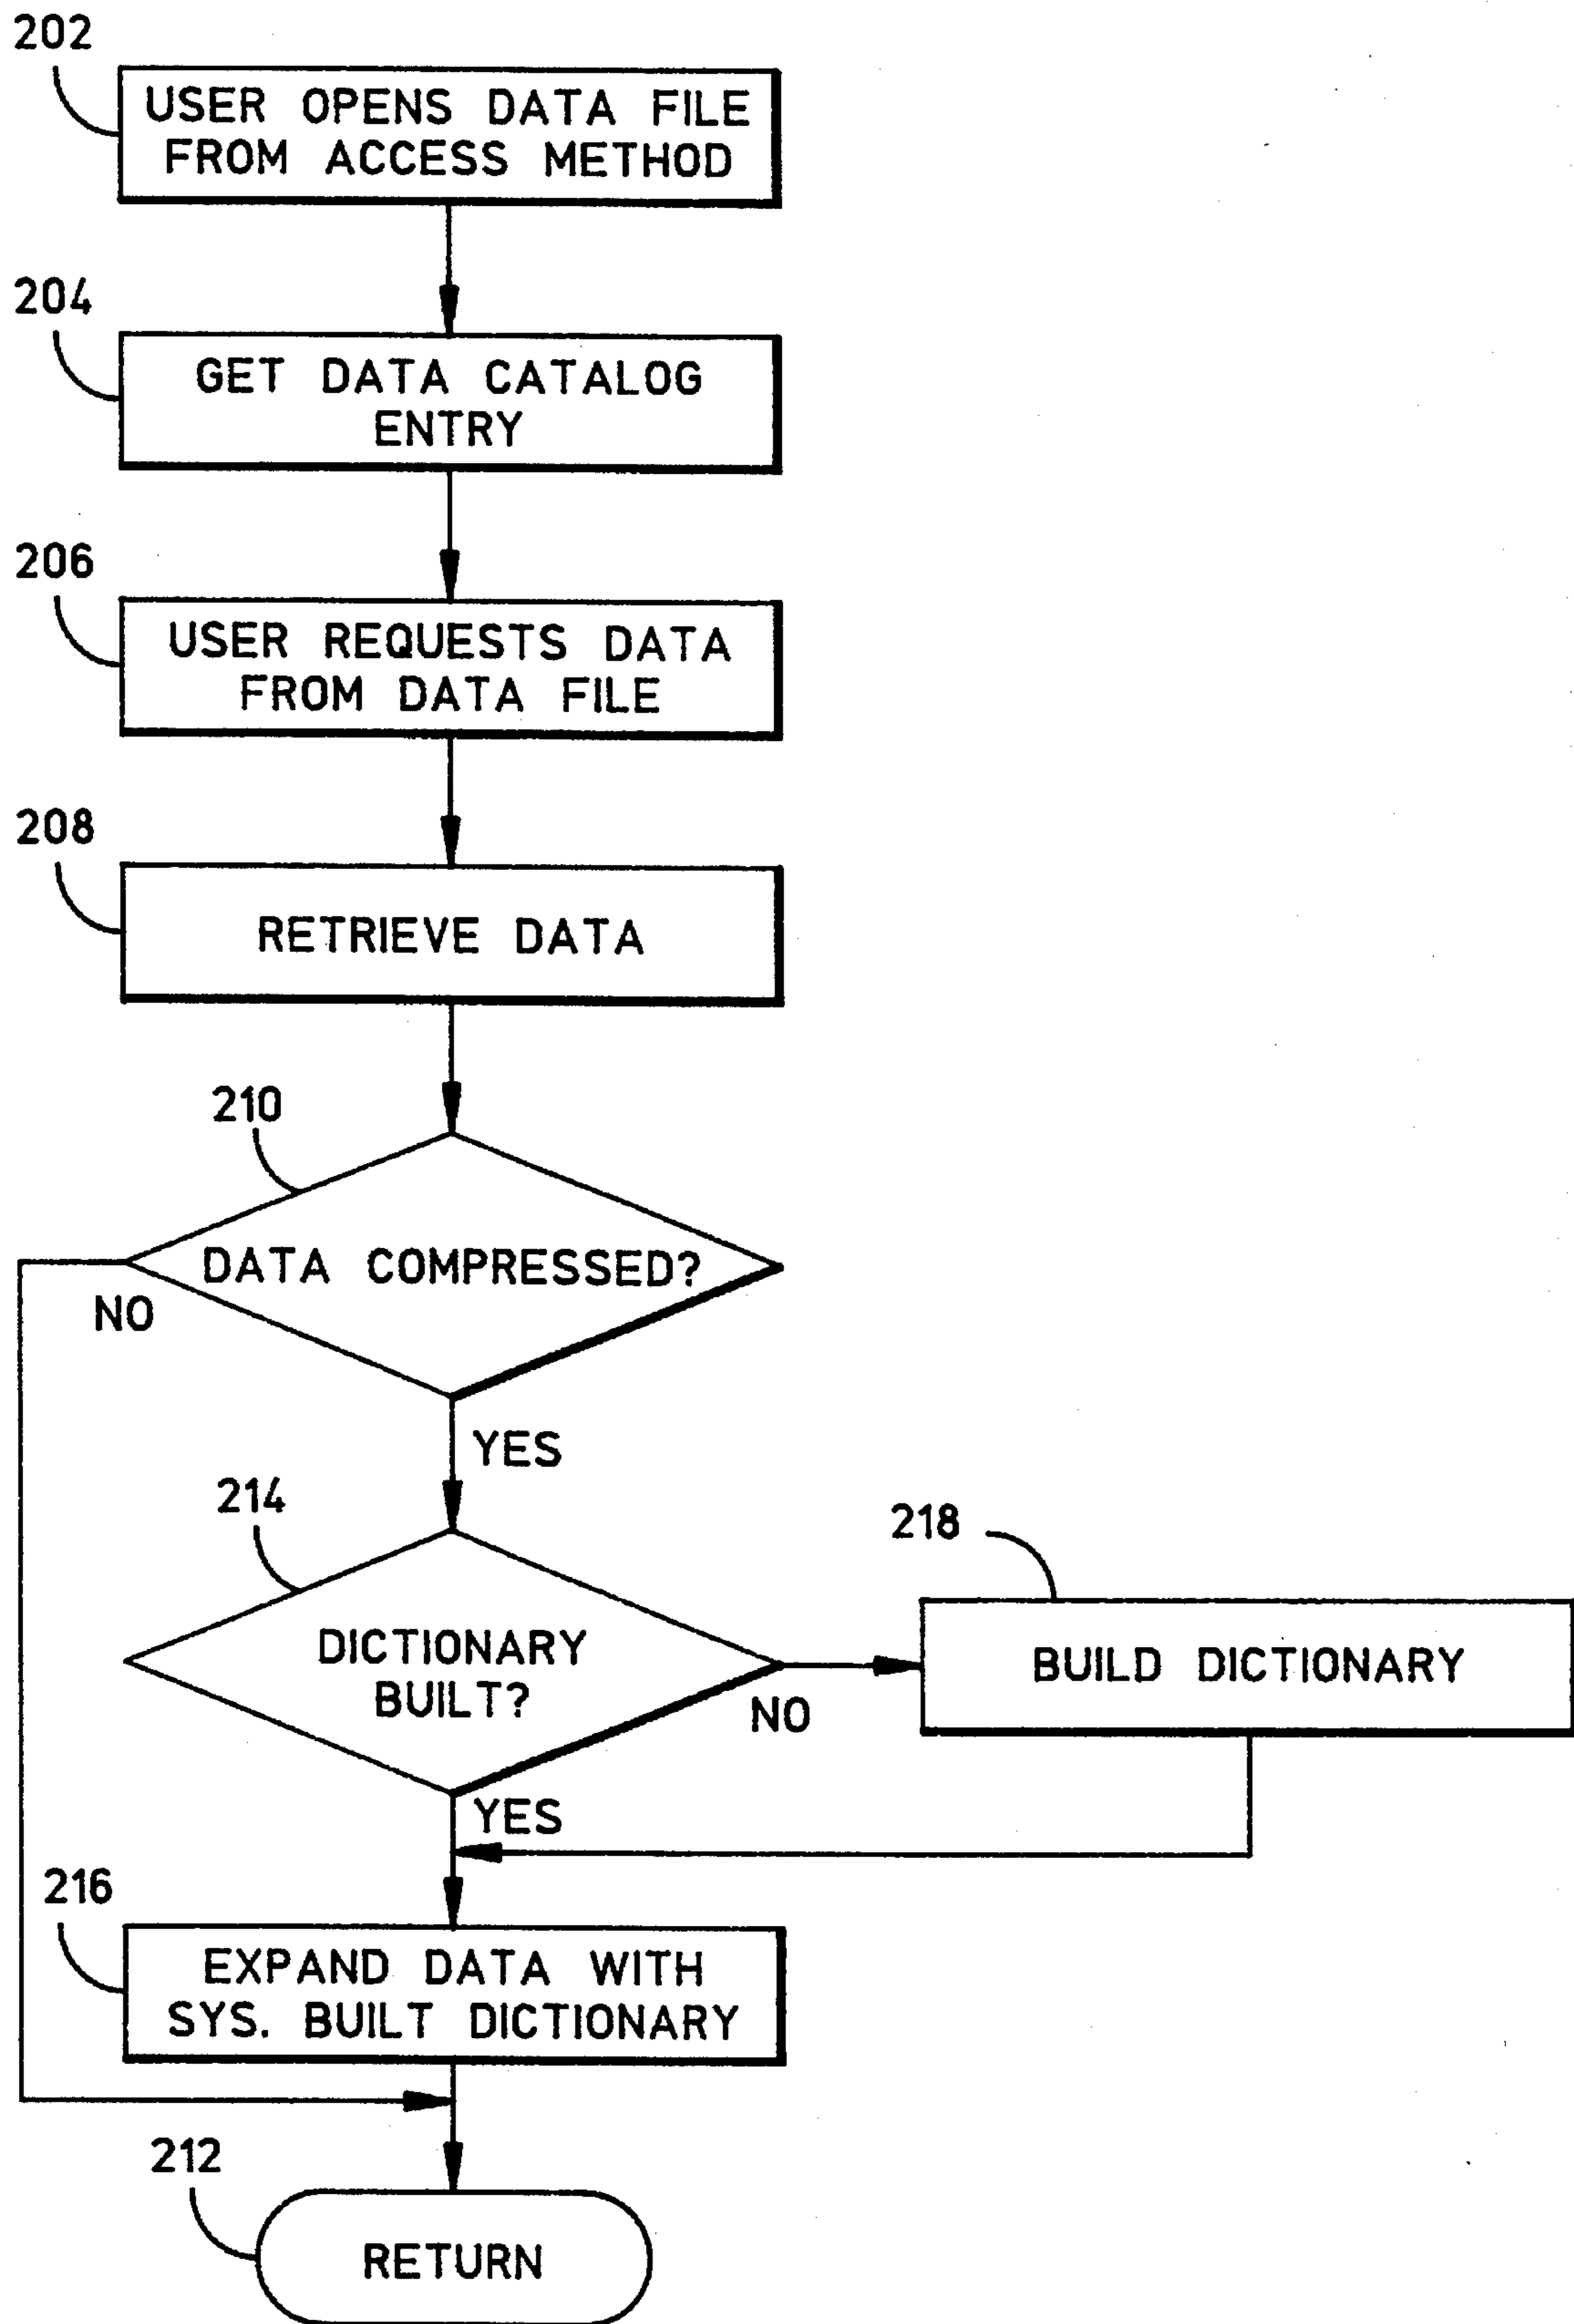 202
USER OPENS DATA FILE
FROM ACCESS METHOD
204
GET DATA CATALOG
ENTRY
206
USER REQUESTS DATA
FROM DATA FILE
208
RETRIEVE DATA
210
DATA COMPRESSED?
NO
YES
214
218
DICTIONARY
BUILT?
BUILD DICTIONARY
NO
YES
216
EXPAND DATA WITH
SYS. BUILT DICTIONARY
212
RETURN